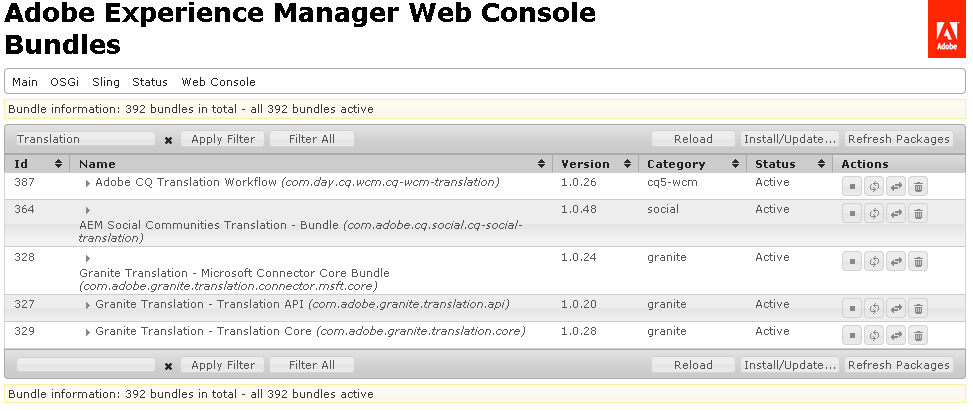 Adobe Experience Manager Web Console
Bundles
Adobe
Main OSGi Sling Status Web Console
Bundle information: 392 bundles in total - all 392 bundles active
Translation Apply Filter Filter All Reload Install/Update... Refresh Packages
Id Name Version Category Status Actions
387 Adobe CQ Translation Workflow (com.day.cq.wcm.cq-wcm-translation) 1.0.26 cq5-wcm Active
364 1.0.48 social Active
AEM Social Communities Translation - Bundle (com.adobe.cq.social.cq-social-
translation)
328 1.0.24 granite Active
Granite Translation - Microsoft Connector Core Bundle
(com.adobe.granite.translation.connector.msft.core)
327 Granite Translation - Translation API (com.adobe.granite.translation.api) 1.0.20 granite Active
329 Granite Translation - Translation Core (com.adobe.granite.translation.core) 1.0.28 granite Active
Apply Filter Filter All Reload Install/Update... Refresh Packages
Bundle information: 392 bundles in total - all 392 bundles active